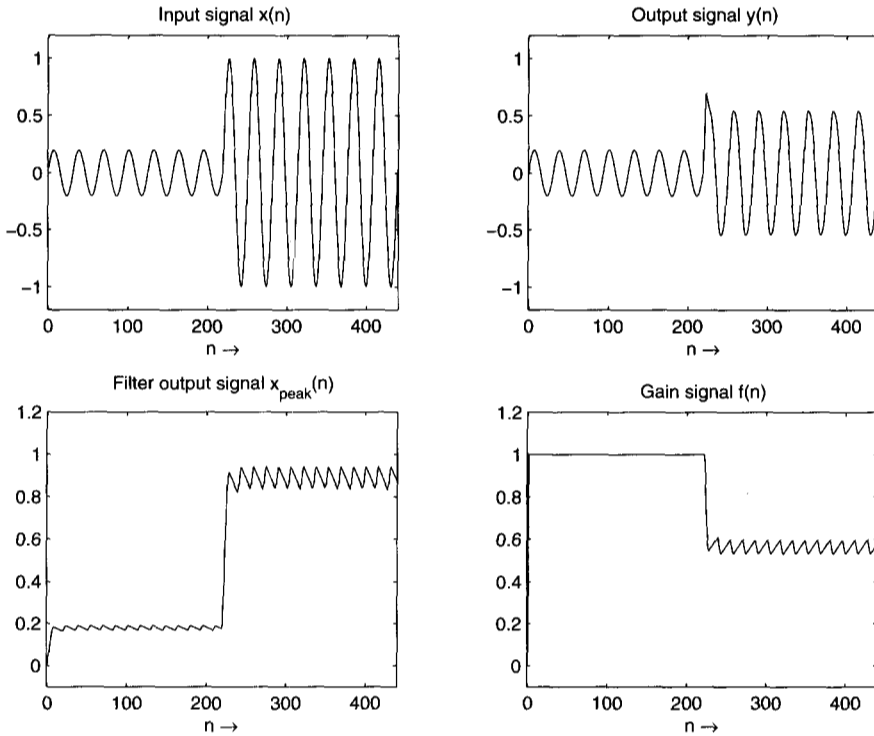 Input signal x(n)
1
0.5
0
−0.5
−1
0 100 200 300 400
n →
Output signal y(n)
1
0.5
0
−0.5
−1
0 100 200 300 400
n →
Filter output signal x_peak(n)
1.2
1
0.8
0.6
0.4
0.2
0
0 100 200 300 400
n →
Gain signal f(n)
1.2
1
0.8
0.6
0.4
0.2
0
0 100 200 300 400
n →